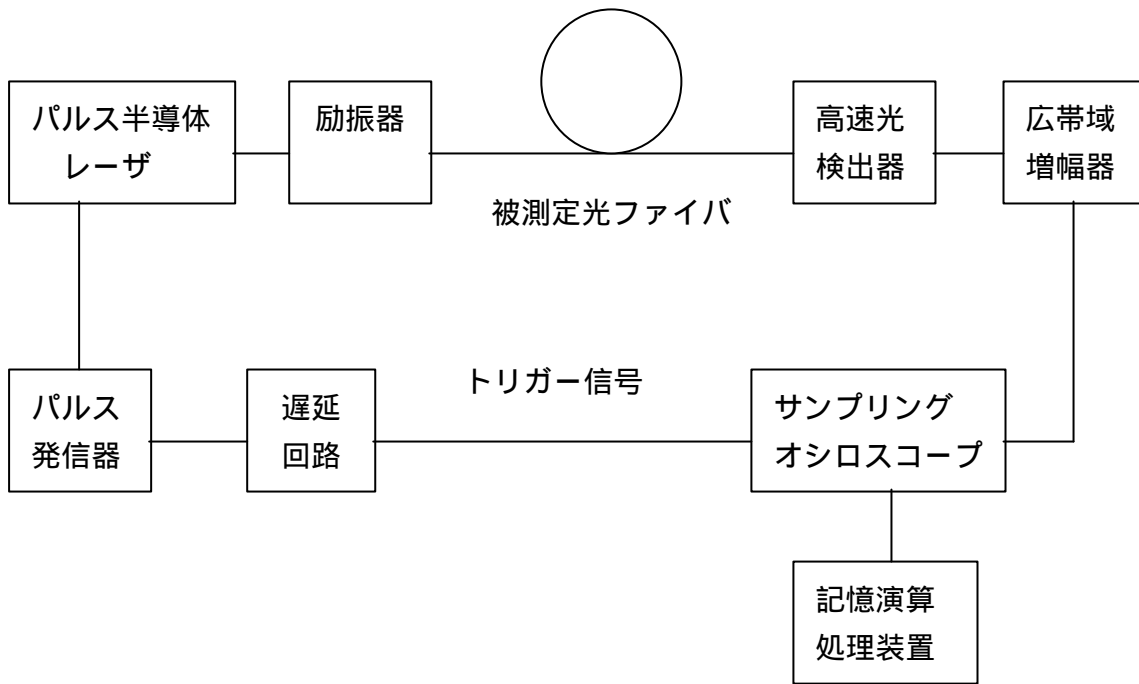 パルス半導体
レーザ
励振器
高速光
検出器
広帯域
増幅器
被測定光ファイバ
パルス
発信器
遅延
回路
トリガー信号
サンプリング
オシロスコープ
記憶演算
処理装置